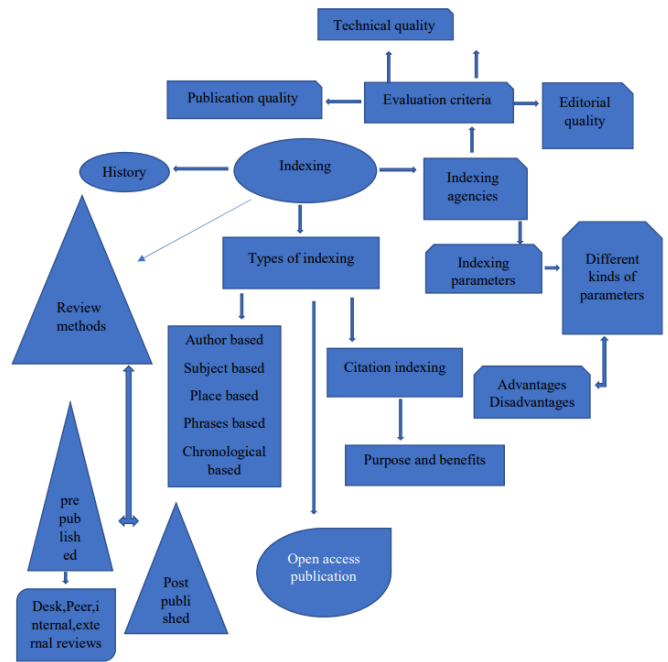 Technical quality
Publication quality
Evaluation criteria
Editorial
quality
History
Indexing
Indexing
agencies
Types of indexing
Indexing
parameters
Different
kinds of
parameters
Review
methods
Author based
Subject based
Place based
Phrases based
Chronological
based
Citation indexing
Advantages
Disadvantages
Purpose and benefits
pre
pub
lish
ed
Open access
publication
Post
publi
shed
Desk,Peer,i
nternal,exte
rnal reviews